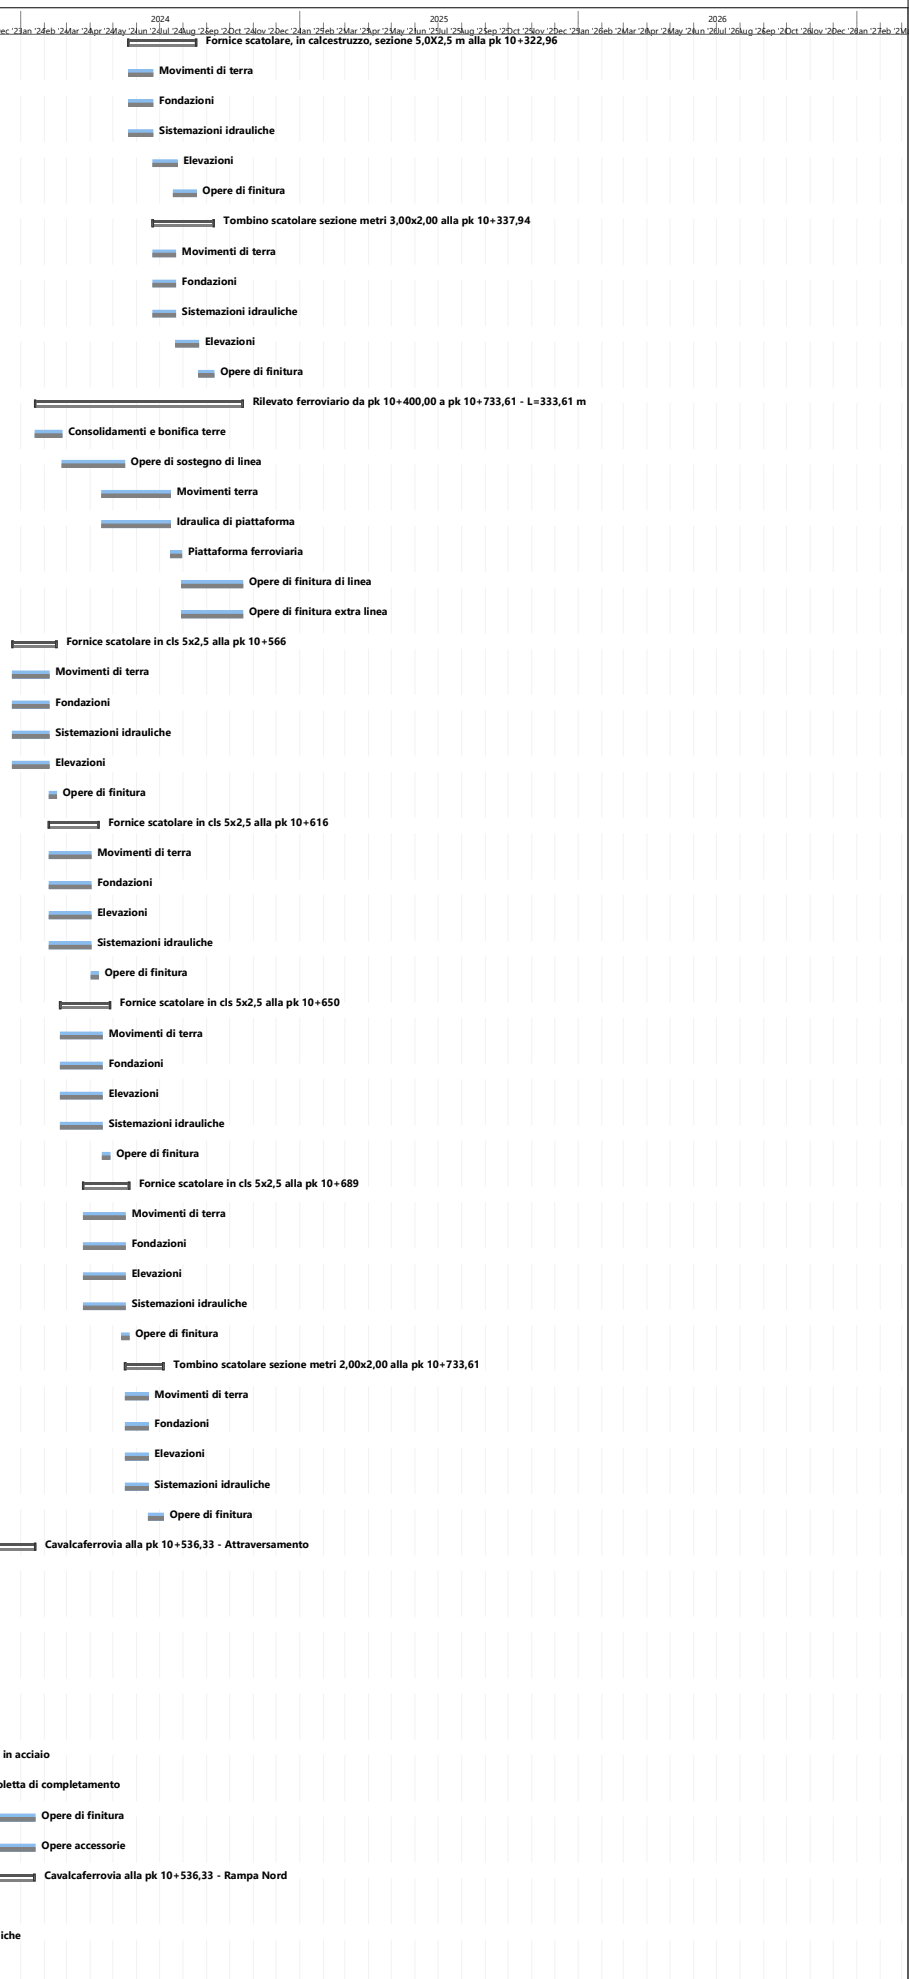 2024 2025 2026
Fornice scatolare, in calcestruzzo, sezione 5,0X2,5 m alla pk 10+322,96
Movimenti di terra
Fondazioni
Sistemazioni idrauliche
Elevazioni
Opere di finitura
Tombino scatolare sezione metri 3,00x2,00 alla pk 10+337,94
Movimenti di terra
Fondazioni
Sistemazioni idrauliche
Elevazioni
Opere di finitura
Rilevato ferroviario da pk 10+400,00 a pk 10+733,61 - L=333,61 m
Consolidamenti e bonifica terre
Opere di sostegno di linea
Movimenti terra
Idraulica di piattaforma
Piattaforma ferroviaria
Opere di finitura di linea
Opere di finitura extra linea
Fornice scatolare in cls 5x2,5 alla pk 10+566
Movimenti di terra
Fondazioni
Sistemazioni idrauliche
Elevazioni
Opere di finitura
Fornice scatolare in cls 5x2,5 alla pk 10+616
Movimenti di terra
Fondazioni
Elevazioni
Sistemazioni idrauliche
Opere di finitura
Fornice scatolare in cls 5x2,5 alla pk 10+650
Movimenti di terra
Fondazioni
Elevazioni
Sistemazioni idrauliche
Opere di finitura
Fornice scatolare in cls 5x2,5 alla pk 10+689
Movimenti di terra
Fondazioni
Elevazioni
Sistemazioni idrauliche
Opere di finitura
Tombino scatolare sezione metri 2,00x2,00 alla pk 10+733,61
Movimenti di terra
Fondazioni
Elevazioni
Sistemazioni idrauliche
Opere di finitura
Cavalcaferrovia alla pk 10+536,33 - Attraversamento
in acciaio
oletta di completamento
Opere di finitura
Opere accessorie
Cavalcaferrovia alla pk 10+536,33 - Rampa Nord
iche